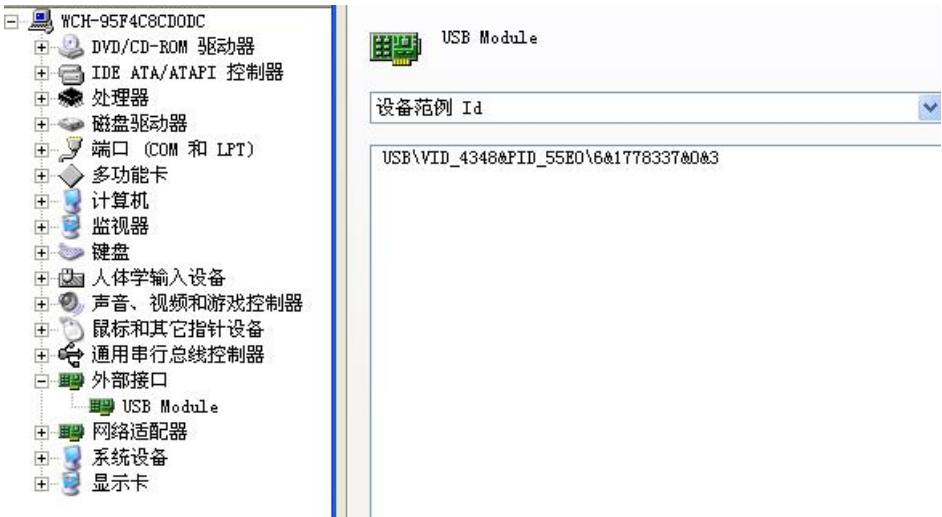 WCH-95F4C8CD0DC
DVD/CD-ROM 驱动器
IDE ATA/ATAPI 控制器
处理器
磁盘驱动器
端口 (COM 和 LPT)
多功能卡
计算机
监视器
键盘
人体学输入设备
声音、视频和游戏控制器
鼠标和其它指针设备
通用串行总线控制器
外部接口
USB Module
网络适配器
系统设备
显示卡
USB Module
设备范例 Id
USB\VID_4348&PID_55E0\6&1778337&0&3